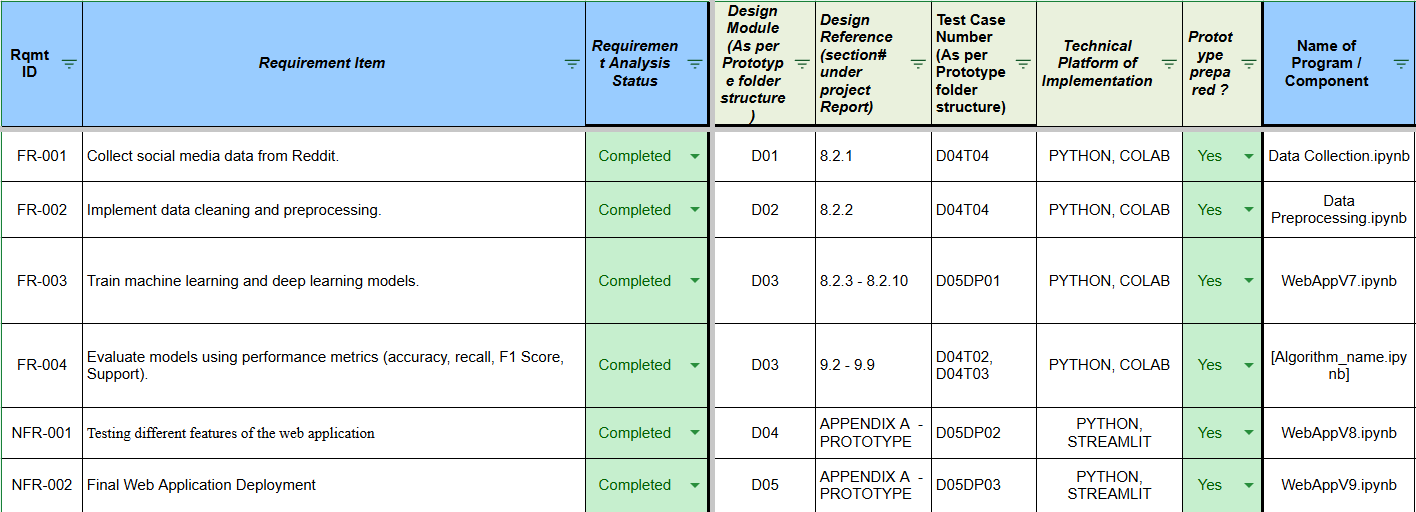 Rqmt ID
Requirement Item
Requiremen
t Analysis
Status
Design
Module
(As per
Prototyp
e folder
structure
)
Design
Reference
(section#
under
project
Report)
Test Case
Number
(As per
Prototype
folder
structure)
Technical
Platform of
Implementation
Protot
ype
prepa
red ?
Name of
Program /
Component
FR-001
Collect social media data from Reddit.
Completed
D01
8.2.1
D04T04
PYTHON, COLAB
Yes
Data Collection.ipynb
FR-002
Implement data cleaning and preprocessing.
Completed
D02
8.2.2
D04T04
PYTHON, COLAB
Yes
Data
Preprocessing.ipynb
FR-003
Train machine learning and deep learning models.
Completed
D03
8.2.3 - 8.2.10
D05DP01
PYTHON, COLAB
Yes
WebAppV7.ipynb
FR-004
Evaluate models using performance metrics (accuracy, recall, F1 Score,
Support).
Completed
D03
9.2 - 9.9
D04T02,
D04T03
PYTHON, COLAB
Yes
[Algorithm_name.ipy
nb]
NFR-001
Testing different features of the web application
Completed
D04
APPENDIX A -
PROTOTYPE
D05DP02
PYTHON,
STREAMLIT
Yes
WebAppV8.ipynb
NFR-002
Final Web Application Deployment
Completed
D05
APPENDIX A -
PROTOTYPE
D05DP03
PYTHON,
STREAMLIT
Yes
WebAppV9.ipynb